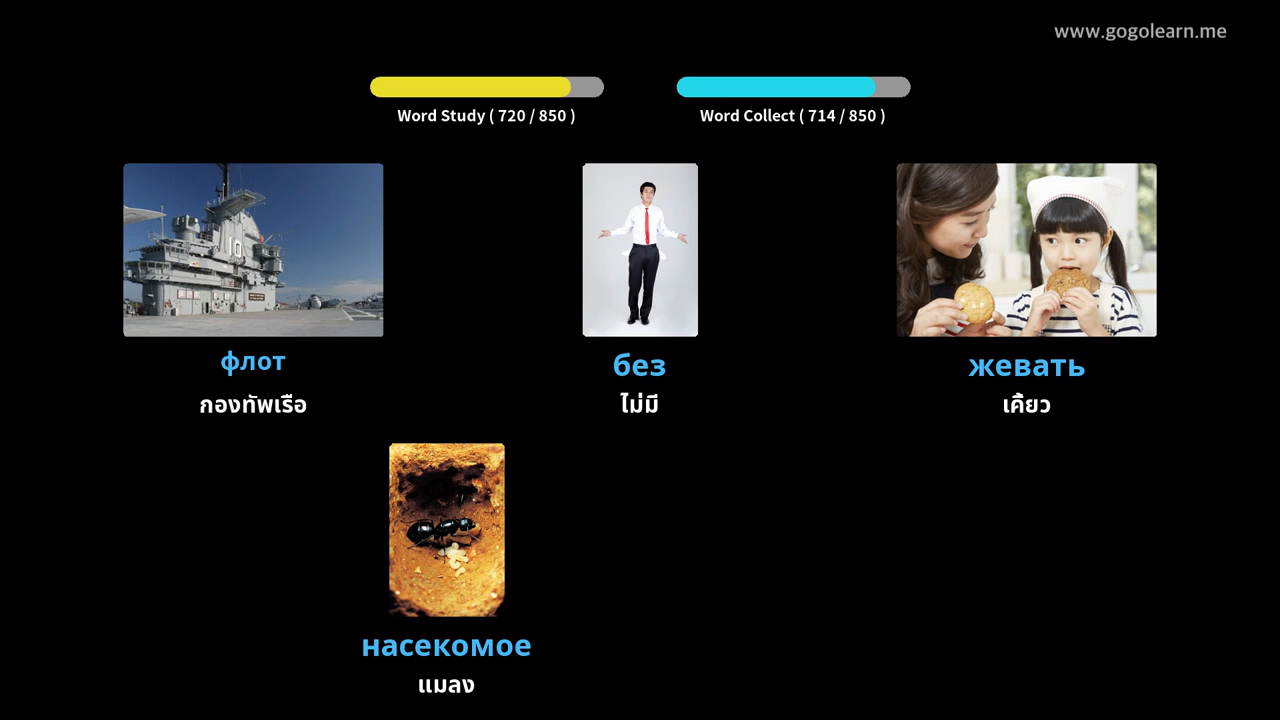 www.gogolearn.me
Word Study ( 720 / 850 )
Word Collect ( 714 / 850 )
10
флот
без
жевать
กองทัพเรือ
ไม่มี
เคี้ยว
насекомое
แมลง